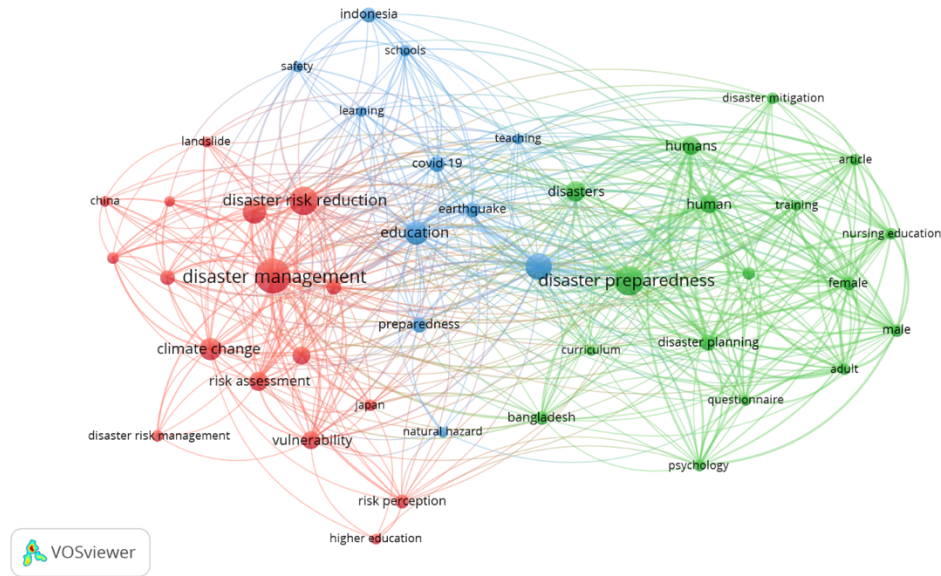 indonesia
schools
safety
disaster mitigation
learning
teaching
landslide
humans
covid-19
article
disasters
disaster risk reduction
china
human
training
earthquake
education
nursing education
disaster management
disaster preparedness
female
preparedness
male
disaster planning
climate change
curriculum
adult
risk assessment
questionnaire
japan
bangladesh
natural hazard
disaster risk management
vulnerability
psychology
risk perception
higher education
VOSviewer